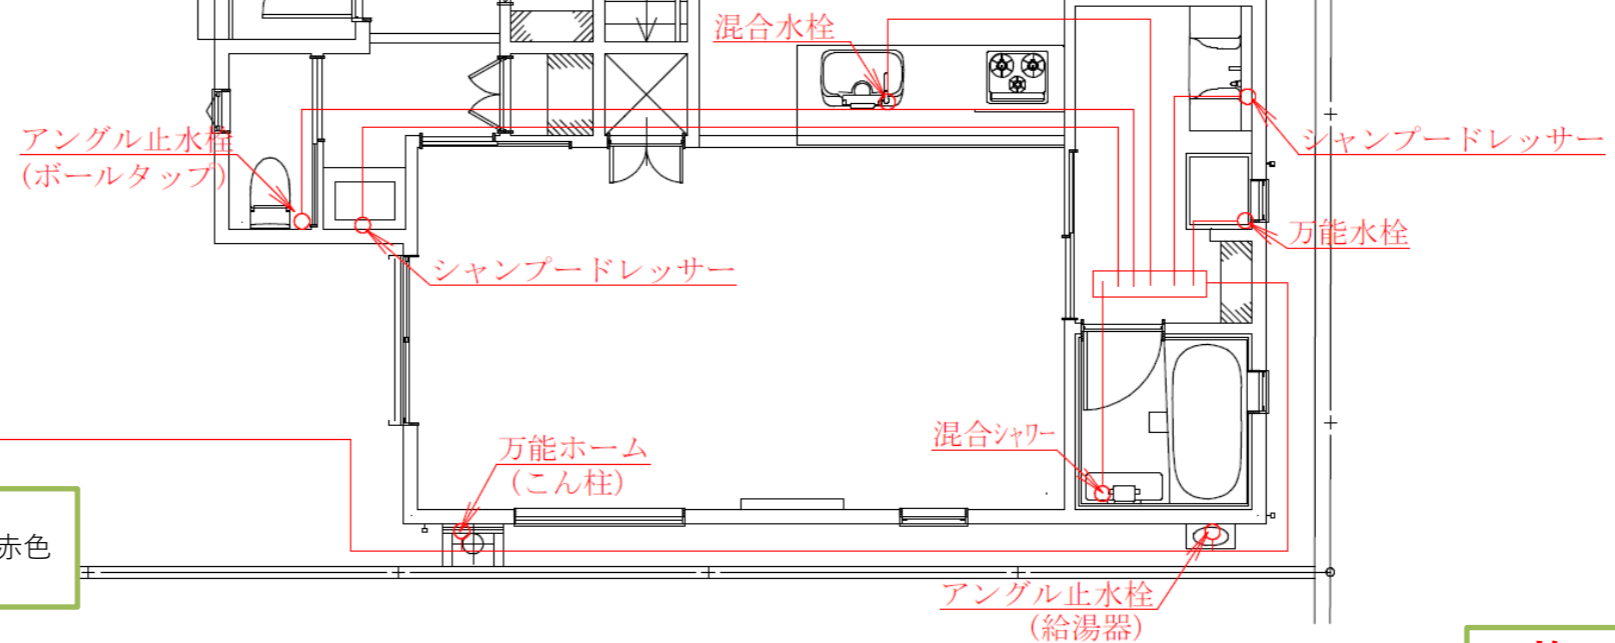 混合水栓
アングル止水栓
(ボールタップ)
シャンプードレッサー
万能水栓
シャンプードレッサー
混合ｼｬﾜｰ
万能ホーム
(こん柱)
赤色
アングル止水栓
(給湯器)